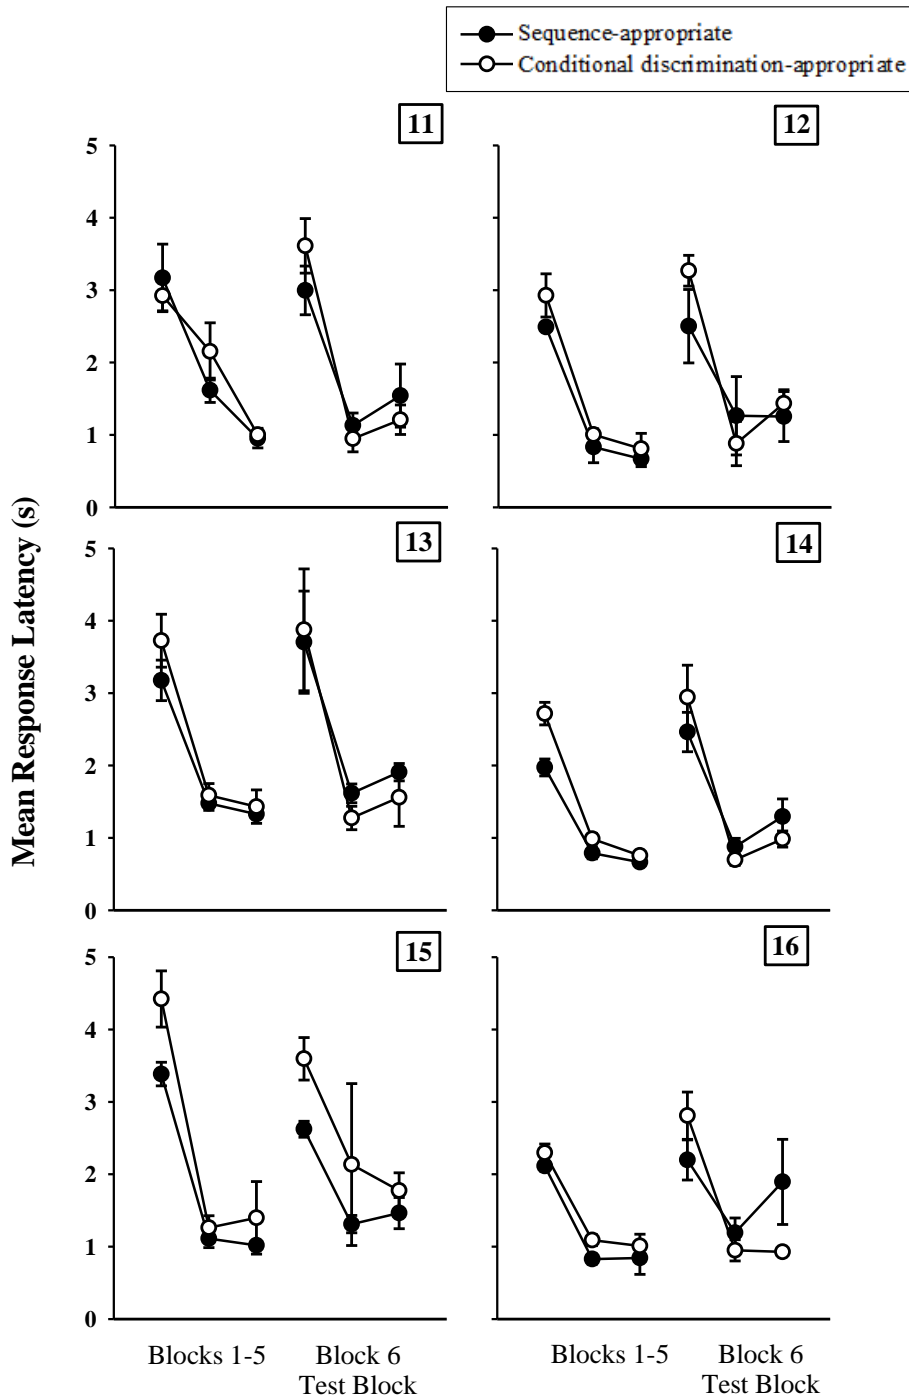 Sequence-appropriate
Conditional discrimination-appropriate
11
12
5
4
3
2
1
0
13
14
5
4
3
2
1
0
15
16
5
4
3
2
1
0
Mean Response Latency (s)
Blocks 1-5
Block 6
Test Block
Blocks 1-5
Block 6
Test Block